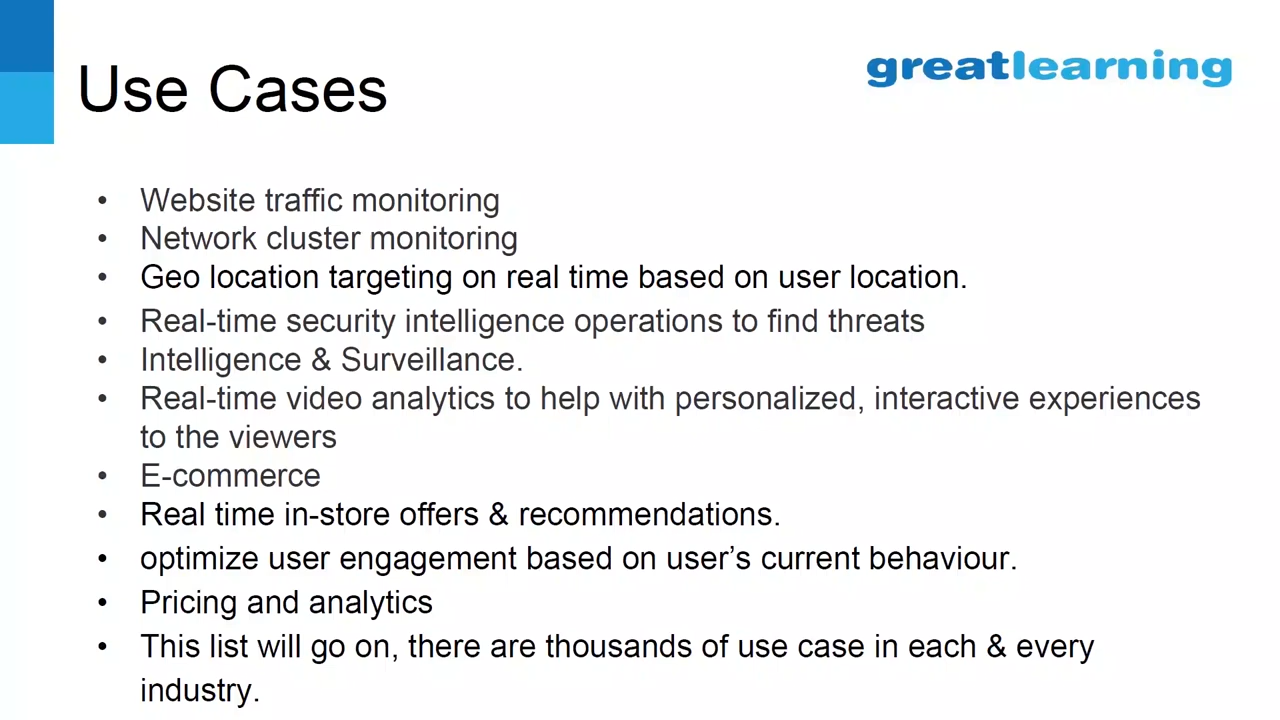 Use Cases
greatlearning
• Website traffic monitoring
• Network cluster monitoring
• Geo location targeting on real time based on user location.
• Real-time security intelligence operations to find threats
• Intelligence & Surveillance.
• Real-time video analytics to help with personalized, interactive experiences
to the viewers
• E-commerce
• Real time in-store offers & recommendations.
• optimize user engagement based on user’s current behaviour.
• Pricing and analytics
• This list will go on, there are thousands of use case in each & every
industry.